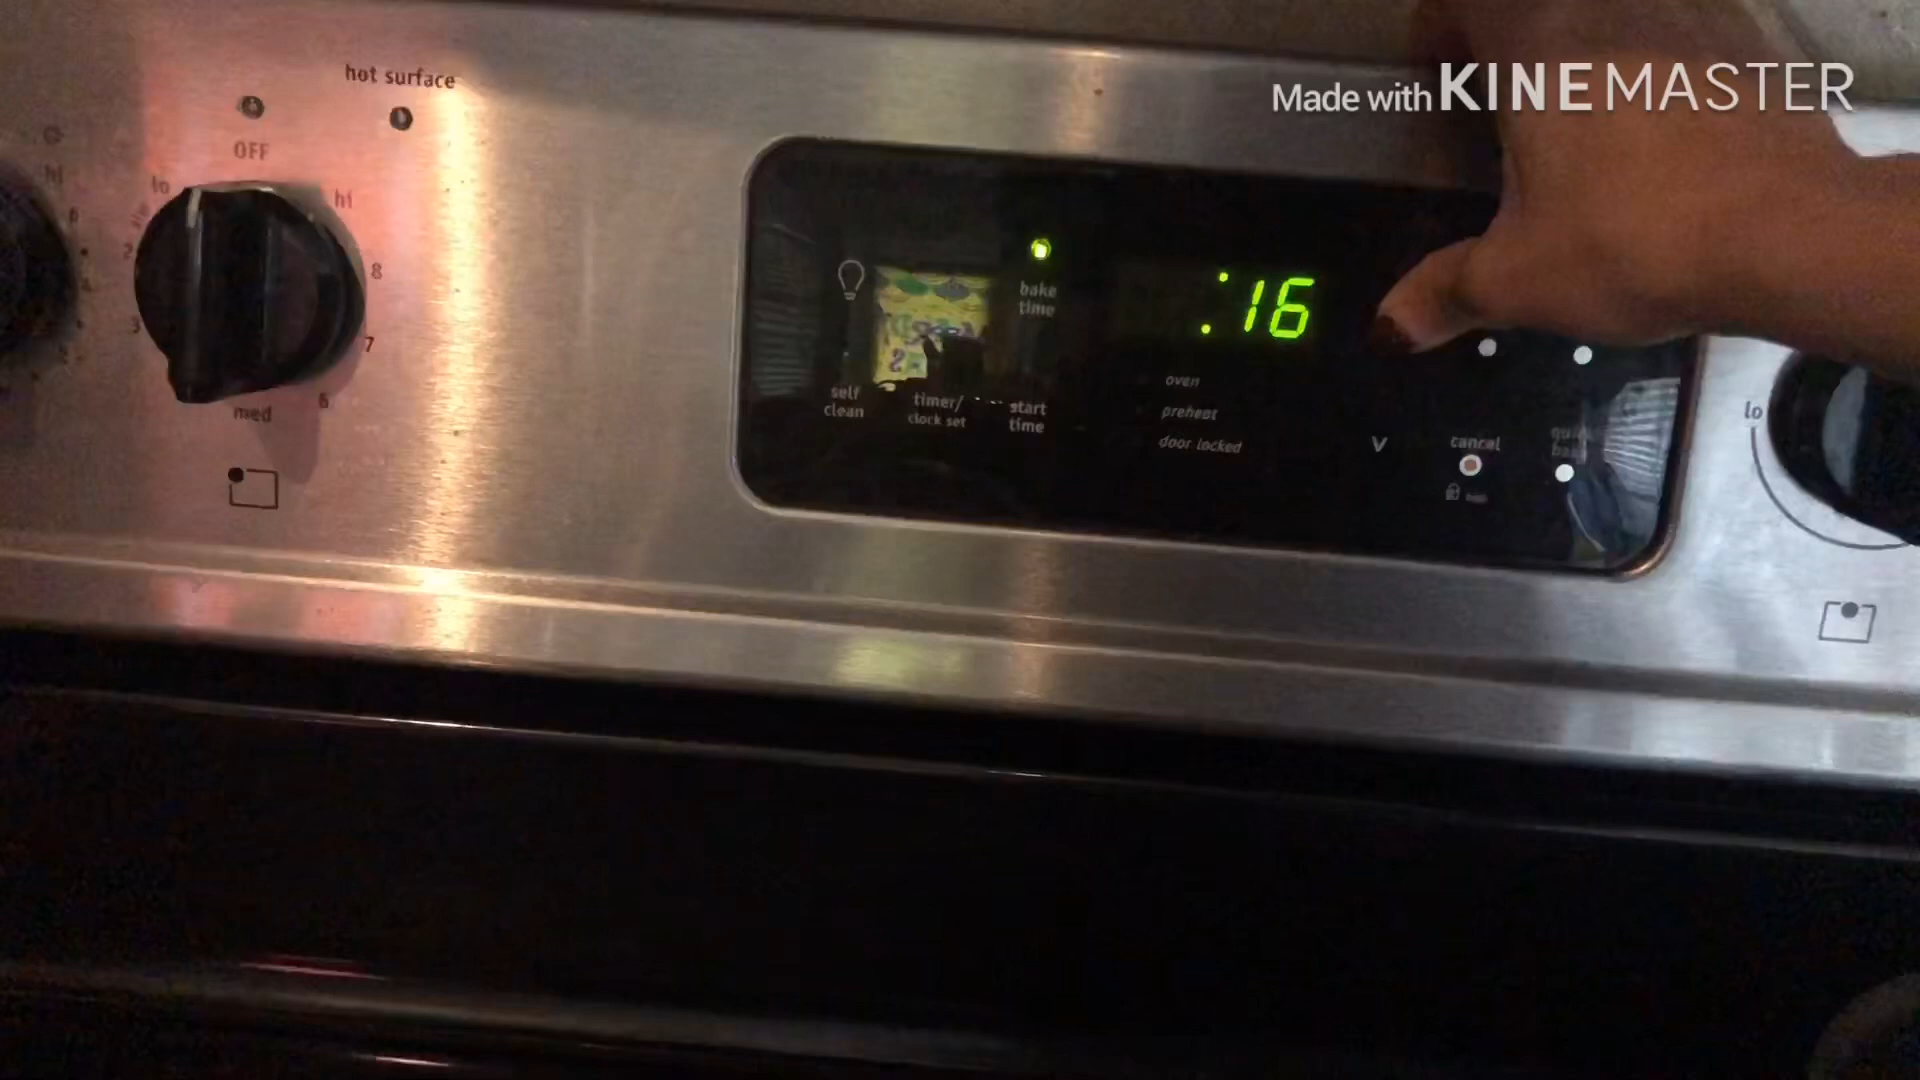 Made with KINEMASTER
hot surface
OFF
lo
hi
8
7
6
med
2
3
hi
bake
time
:16
oven
preheat
door locked
self
clean
timer/
clock set
start
time
V
cancel
lo